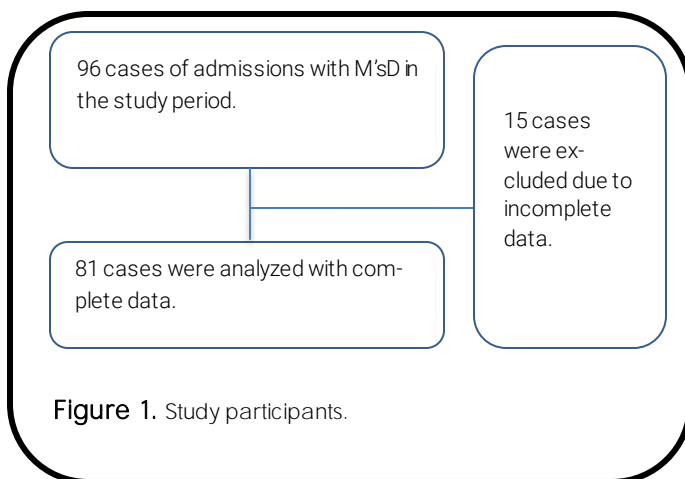 96 cases of admissions with M'sD in
the study period.
15 cases
were ex-
cluded due to
incomplete
data.
81 cases were analyzed with com-
plete data.
Figure 1. Study participants.